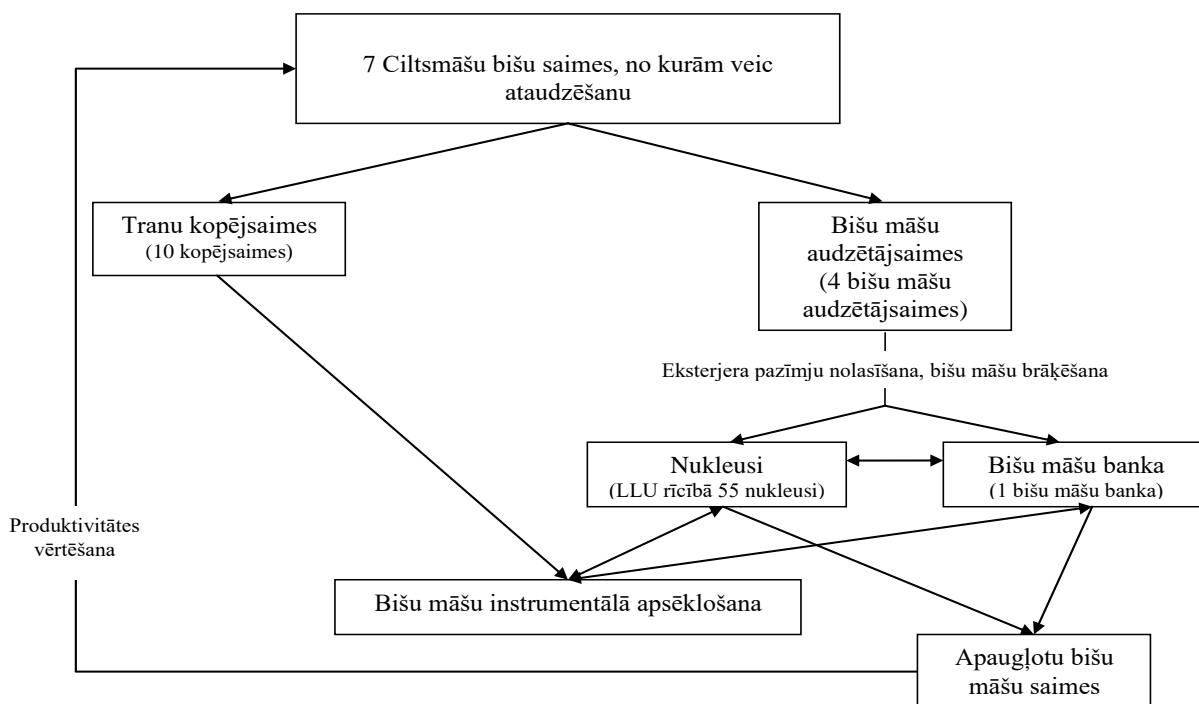 7 Ciltsmāšu bišu saimes, no kurām veic
ataudzēšanu
Tranu kopējsaimes
(10 kopējsaimes)
Bišu māšu
audzētājsaimes
(4 bišu māšu
audzētājsaimes)
Eksterjera pazīmju nolasīšana, bišu māšu brāķēšana
Nukleusi
(LLU rīcībā 55 nukleusi)
Bišu māšu banka
(1 bišu māšu banka)
Produktivitātes
vērtēšana
Bišu māšu instrumentālā apsēklošana
Apaugļotu bišu
māšu saimes